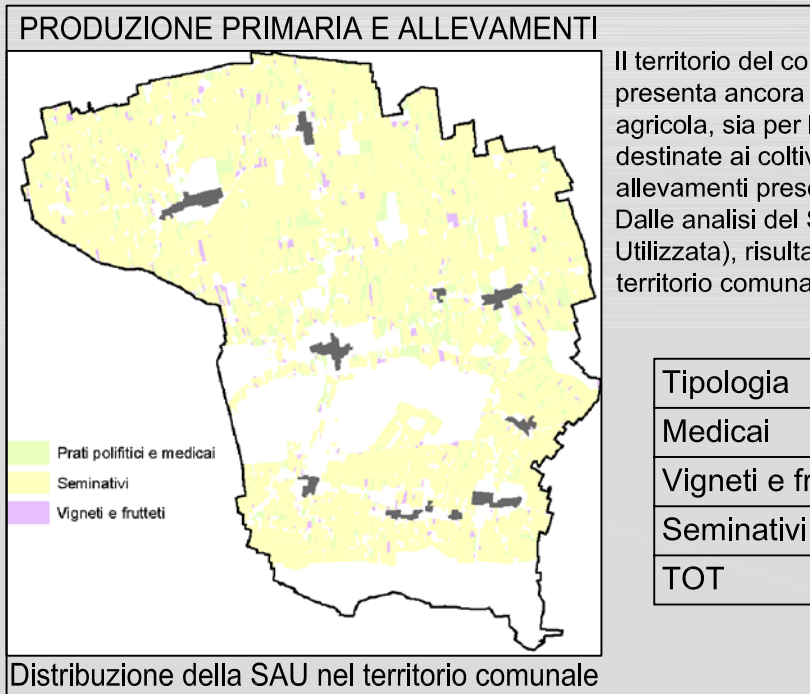 PRODUZIONE PRIMARIA E ALLEVAMENTI
Il territorio del co
presenta ancora
agricola, sia per
destinate ai coltiv
allevamenti prese
Dalle analisi del
Utilizzata), risulta
territorio comuna
Prati polifitici e medicai
Seminativi
Vigneti e frutteti
Distribuzione della SAU nel territorio comunale
Tipologia
Medicai
Vigneti e fr
Seminativi
TOT